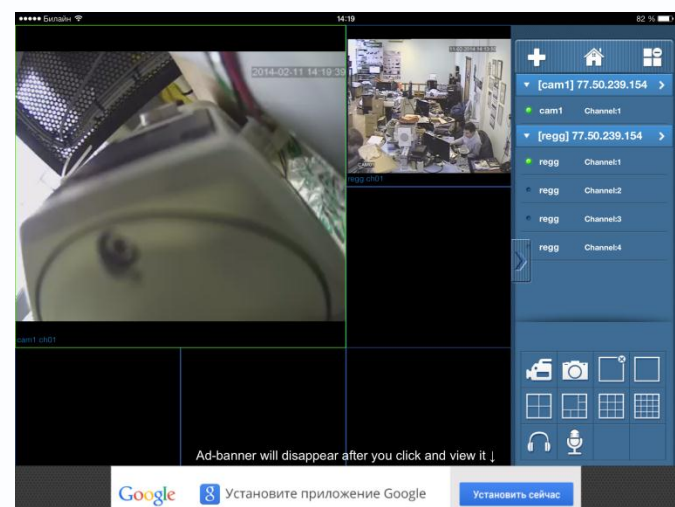 Билайн
14:19
82 %
2014-02-11 14:19:39
cam1 ch01
regg ch01
[cam1] 77.50.239.154
cam1 Channel:1
[regg] 77.50.239.154
regg Channel:1
regg Channel:2
regg Channel:3
regg Channel:4
Ad-banner will disappear after you click and view it ↓
Google
8 Установите приложение Google
Установить сейчас